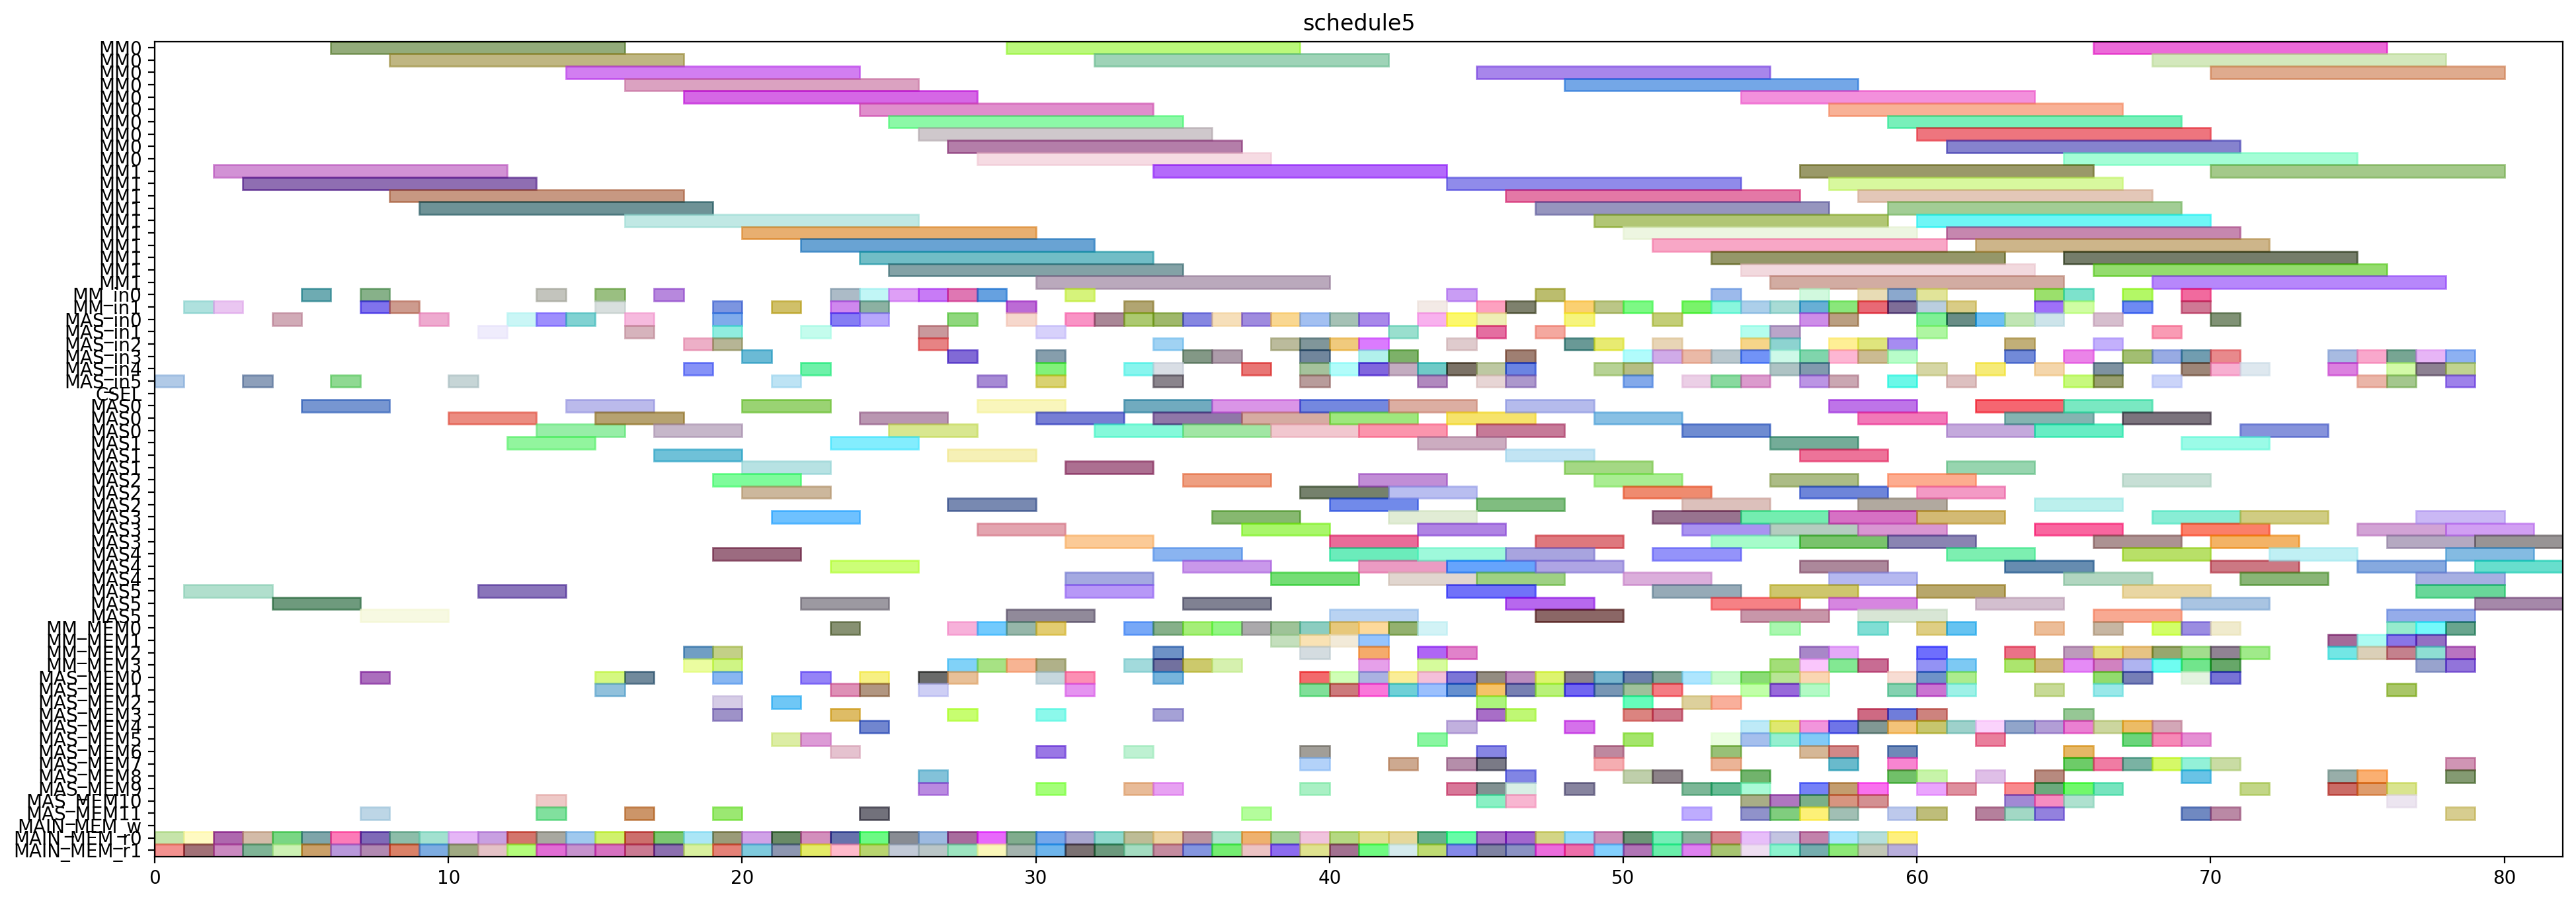 schedule5
MM0
MM0
MM0
MM0
MM0
MM0
MM0
MM0
MM0
MM0
MM1
MM1
MM1
MM1
MM1
MM1
MM1
MM1
MM1
MM1
MM_in0
MM_in1
MAS_in0
MAS_in1
MAS_in2
MAS_in3
MAS_in4
MAS_in5
CSEL
MAS0
MAS0
MAS0
MAS1
MAS1
MAS1
MAS2
MAS2
MAS2
MAS3
MAS3
MAS3
MAS4
MAS4
MAS4
MAS5
MAS5
MAS5
MM_MEM0
MM_MEM1
MM_MEM2
MM_MEM3
MAS_MEM0
MAS_MEM1
MAS_MEM2
MAS_MEM3
MAS_MEM4
MAS_MEM5
MAS_MEM6
MAS_MEM7
MAS_MEM8
MAS_MEM9
MAS_MEM10
MAS_MEM11
MAIN_MEM_w
MAIN_MEM_r0
MAIN_MEM_r1
0 10 20 30 40 50 60 70 80